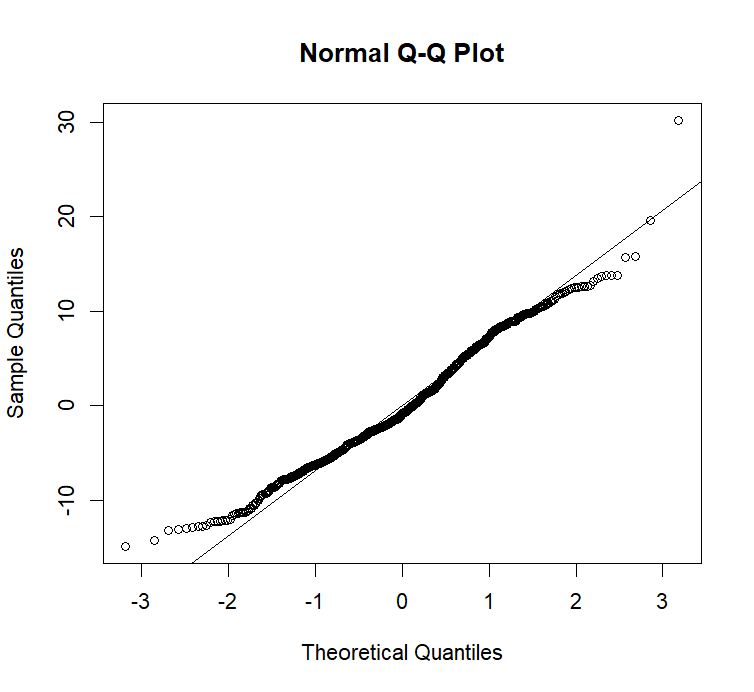 Normal Q-Q Plot
30
20
10
0
-10
Sample Quantiles
-3 -2 -1 0 1 2 3
Theoretical Quantiles